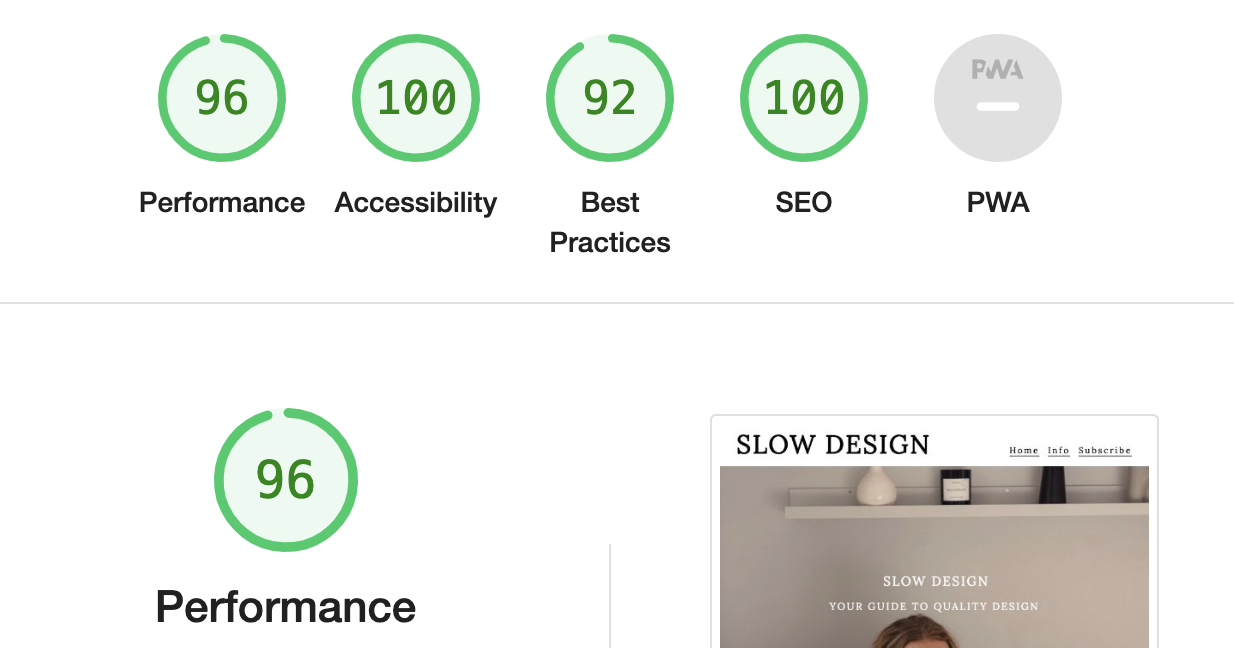 96
100
92
100
PWA
Performance
Accessibility
Best
Practices
SEO
PWA
96
Performance
SLOW DESIGN
Home Info Subscribe
SLOW DESIGN
YOUR GUIDE TO QUALITY DESIGN